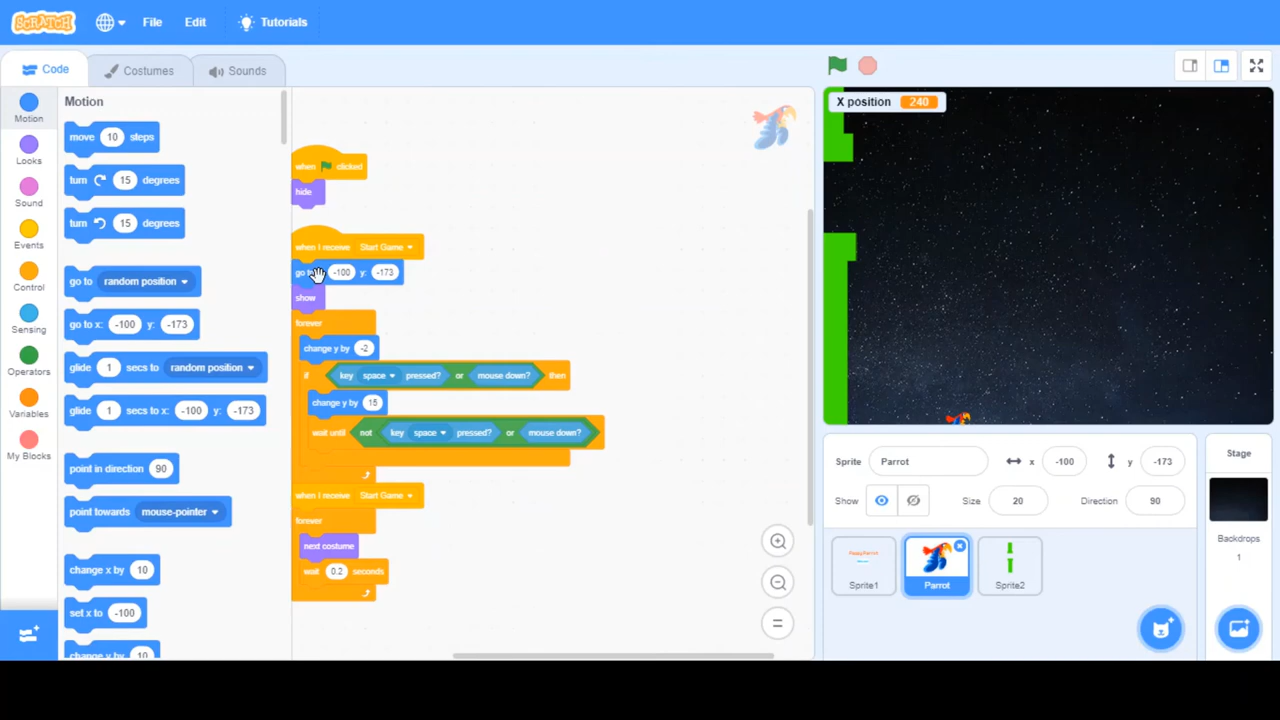 SCRATCH File Edit Tutorials
Code Costumes Sounds
Motion
Looks
Sound
Events
Control
Sensing
Operators
Variables
My Blocks
Motion
move 10 steps
turn 15 degrees
turn 15 degrees
go to random position
go to x: -100 y: -173
glide 1 secs to random position
glide 1 secs to x: -100 y: -173
point in direction 90
point towards mouse-pointer
change x by 10
set x to -100
change y by 10
when clicked
hide
when I receive Start Game
go -100 y: -173
show
forever
change y by -2
if key space pressed? or mouse down? then
change y by 15
wait until not key space pressed? or mouse down?
when I receive Start Game
forever
next costume
wait 0.2 seconds
X position 240
Sprite Parrot x -100 y -173
Show Size 20 Direction 90
Sprite1
Parrot
Sprite2
Stage
Backdrops
1